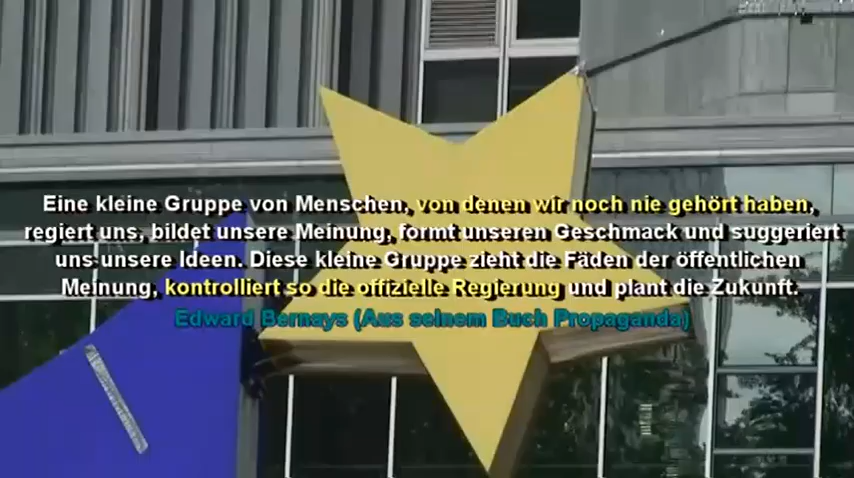 Eine kleine Gruppe von Menschen, von denen wir noch nie gehört haben,
regiert uns, bildet unsere Meinung, formt unseren Geschmack und suggeriert
uns unsere Ideen. Diese kleine Gruppe zieht die Fäden der öffentlichen
Meinung, kontrolliert so die offizielle Regierung und plant die Zukunft.
Edward Bernays (Aus seinem Buch Propaganda)